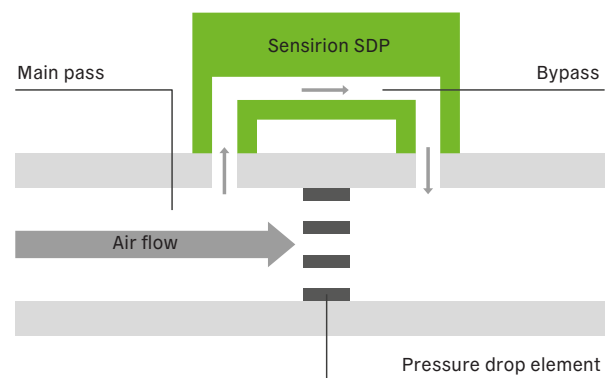 Sensirion SDP
Main pass
Bypass
Air flow
Pressure drop element